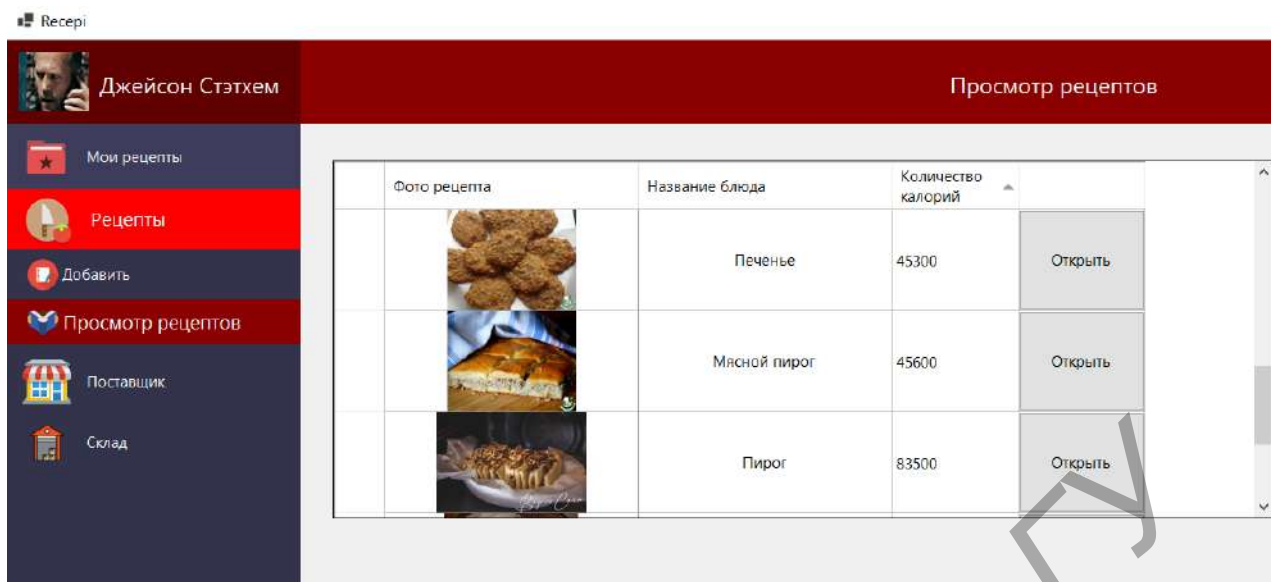 Recepi
Джейсон Стэтхем
Просмотр рецептов
Мои рецепты
Рецепты
Добавить
Просмотр рецептов
Поставщик
Склад
Фото рецепта
Название блюда
Количество
калорий
Печенье
45300
Открыть
Мясной пирог
45600
Открыть
Пирог
83500
Открыть
ГУ